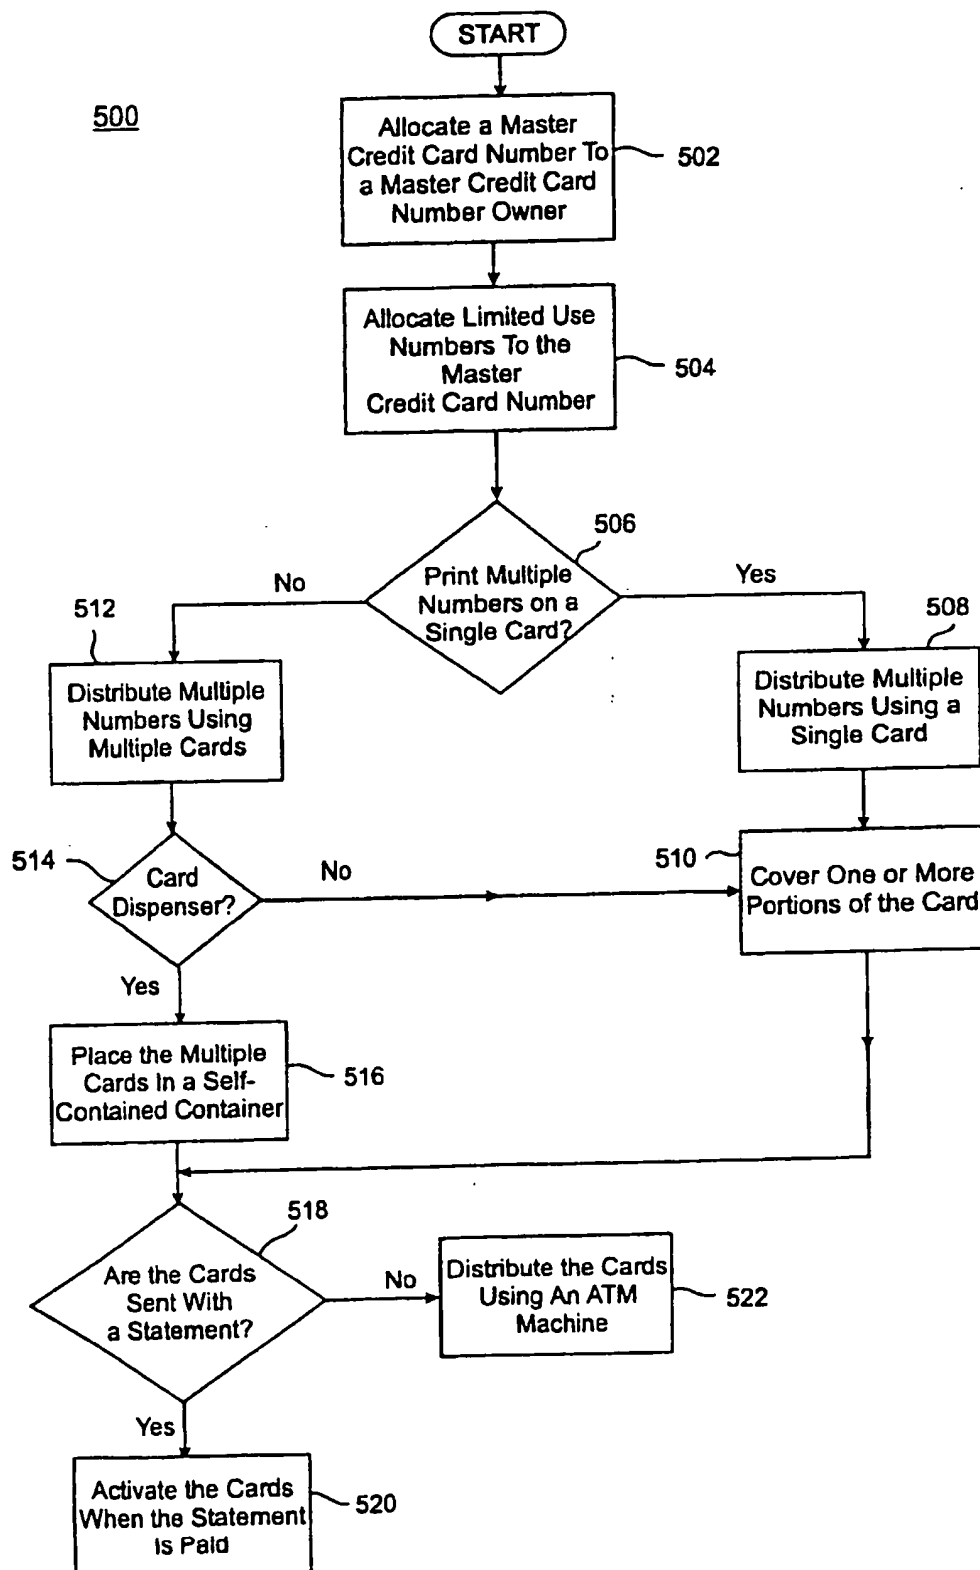 START
500
Allocate a Master
Credit Card Number To
a Master Credit Card
Number Owner
502
Allocate Limited Use
Numbers To the
Master
Credit Card Number
504
506
Print Multiple
Numbers on a
Single Card?
No
Yes
512
508
Distribute Multiple
Numbers Using
Multiple Cards
Distribute Multiple
Numbers Using a
Single Card
514
Card
Dispenser?
No
510
Cover One or More
Portions of the Card
Yes
Place the Multiple
Cards In a Self-
Contained Container
516
518
Are the Cards
Sent With
a Statement?
No
Distribute the Cards
Using An ATM
Machine
522
Yes
Activate the Cards
When the Statement
is Paid
520